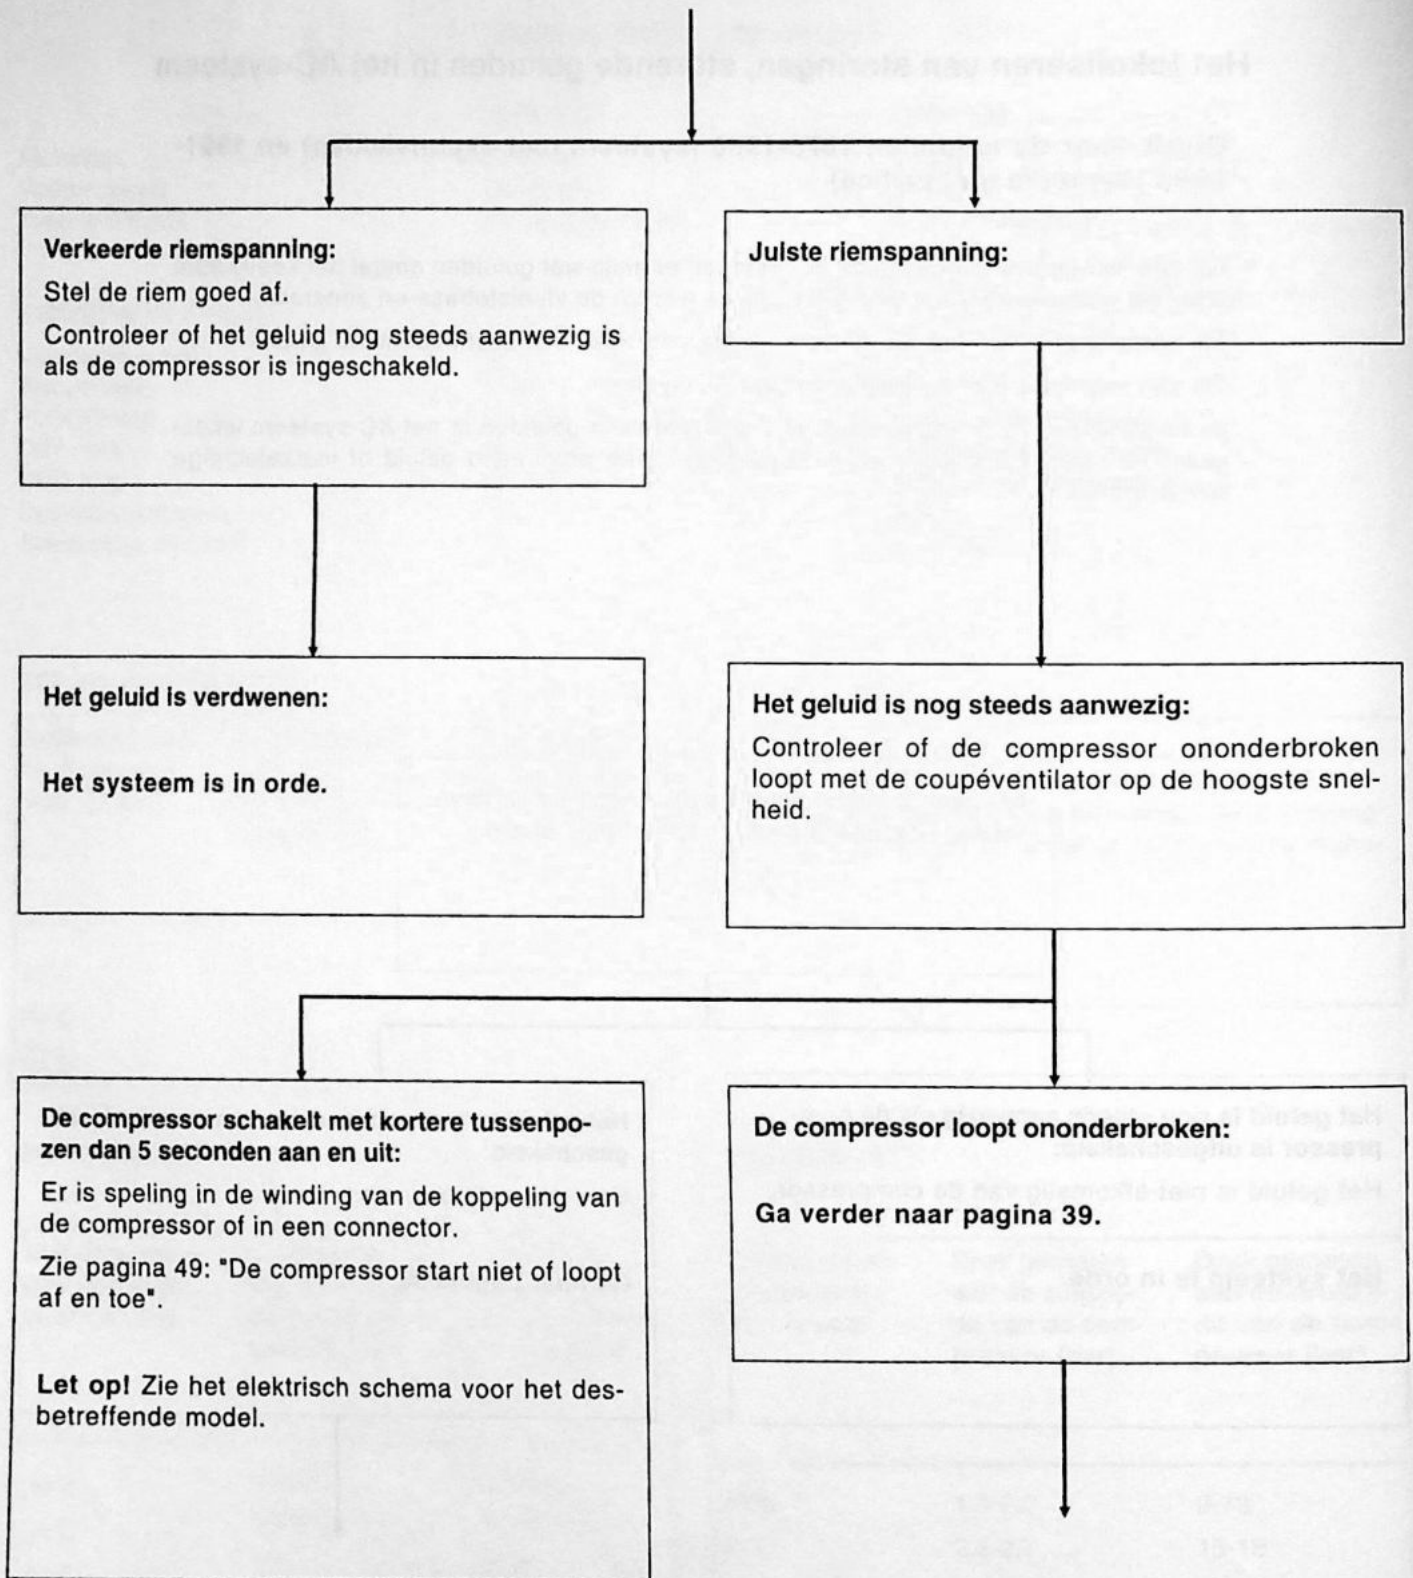 Verkeerde riemspanning:
Stel de riem goed af.
Controleer of het geluid nog steeds aanwezig is
als de compressor is ingeschakeld.
Juiste riemspanning:
Het geluid is verdwenen:
Het systeem is in orde.
Het geluid is nog steeds aanwezig:
Controleer of de compressor ononderbroken
loopt met de coupéventilator op de hoogste snel-
heid.
De compressor schakelt met kortere tussenpo-
zen dan 5 seconden aan en uit:
Er is speling in de winding van de koppeling van
de compressor of in een connector.
Zie pagina 49: "De compressor start niet of loopt
af en toe".
Let op! Zie het elektrisch schema voor het des-
betreffende model.
De compressor loopt ononderbroken:
Ga verder naar pagina 39.